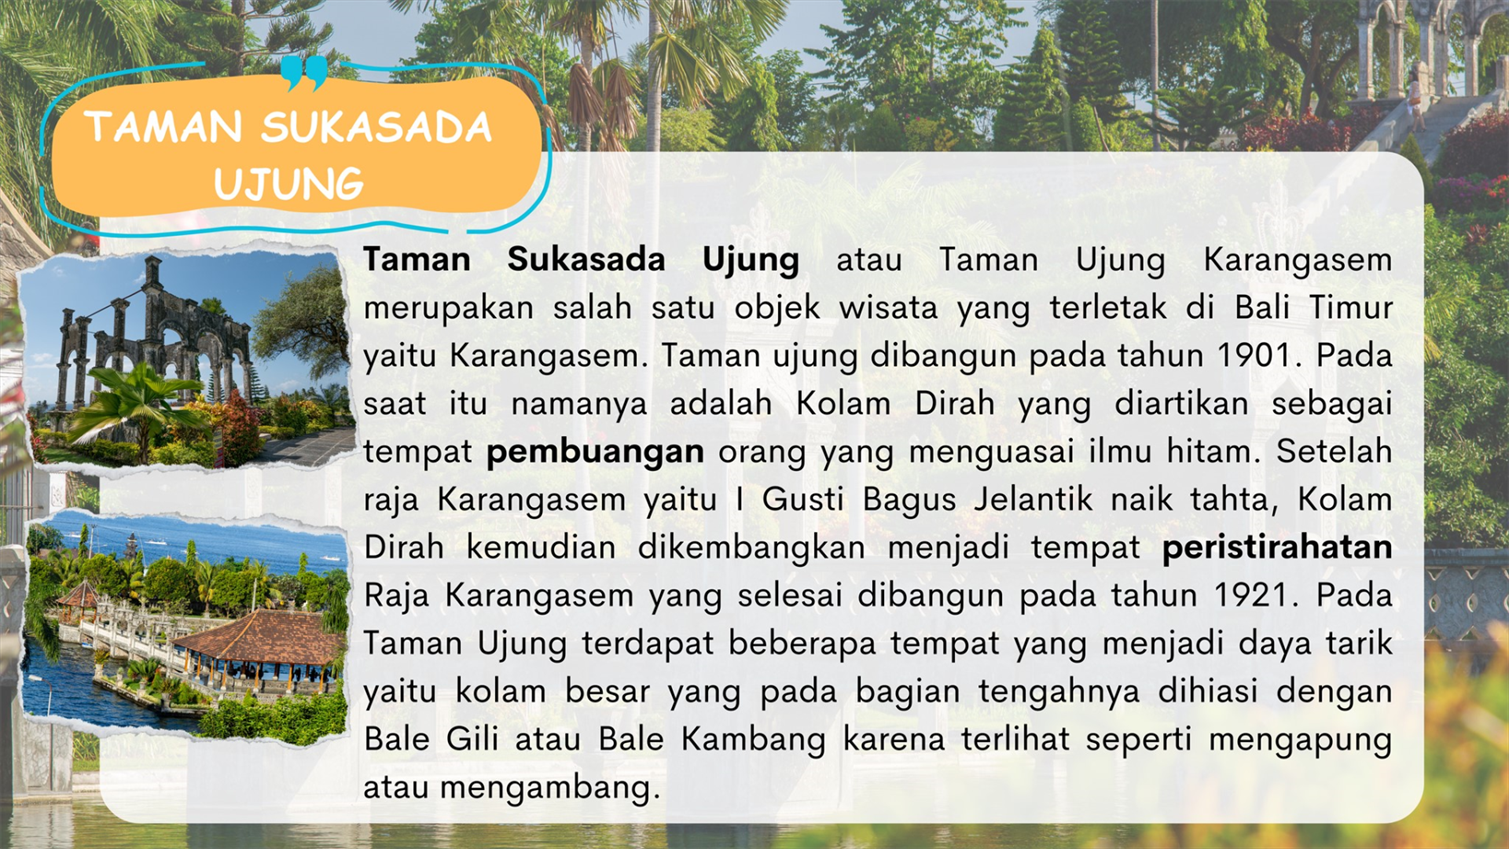 TAMAN SUKASADA
UJUNG
Taman Sukasada Ujung atau Taman Ujung Karangasem
merupakan salah satu objek wisata yang terletak di Bali Timur
yaitu Karangasem. Taman ujung dibangun pada tahun 1901. Pada
saat itu namanya adalah Kolam Dirah yang diartikan sebagai
tempat pembuangan orang yang menguasai ilmu hitam. Setelah
raja Karangasem yaitu I Gusti Bagus Jelantik naik tahta, Kolam
Dirah kemudian dikembangkan menjadi tempat peristirahatan
Raja Karangasem yang selesai dibangun pada tahun 1921. Pada
Taman Ujung terdapat beberapa tempat yang menjadi daya tarik
yaitu kolam besar yang pada bagian tengahnya dihiasi dengan
Bale Gili atau Bale Kambang karena terlihat seperti mengapung
atau mengambang.